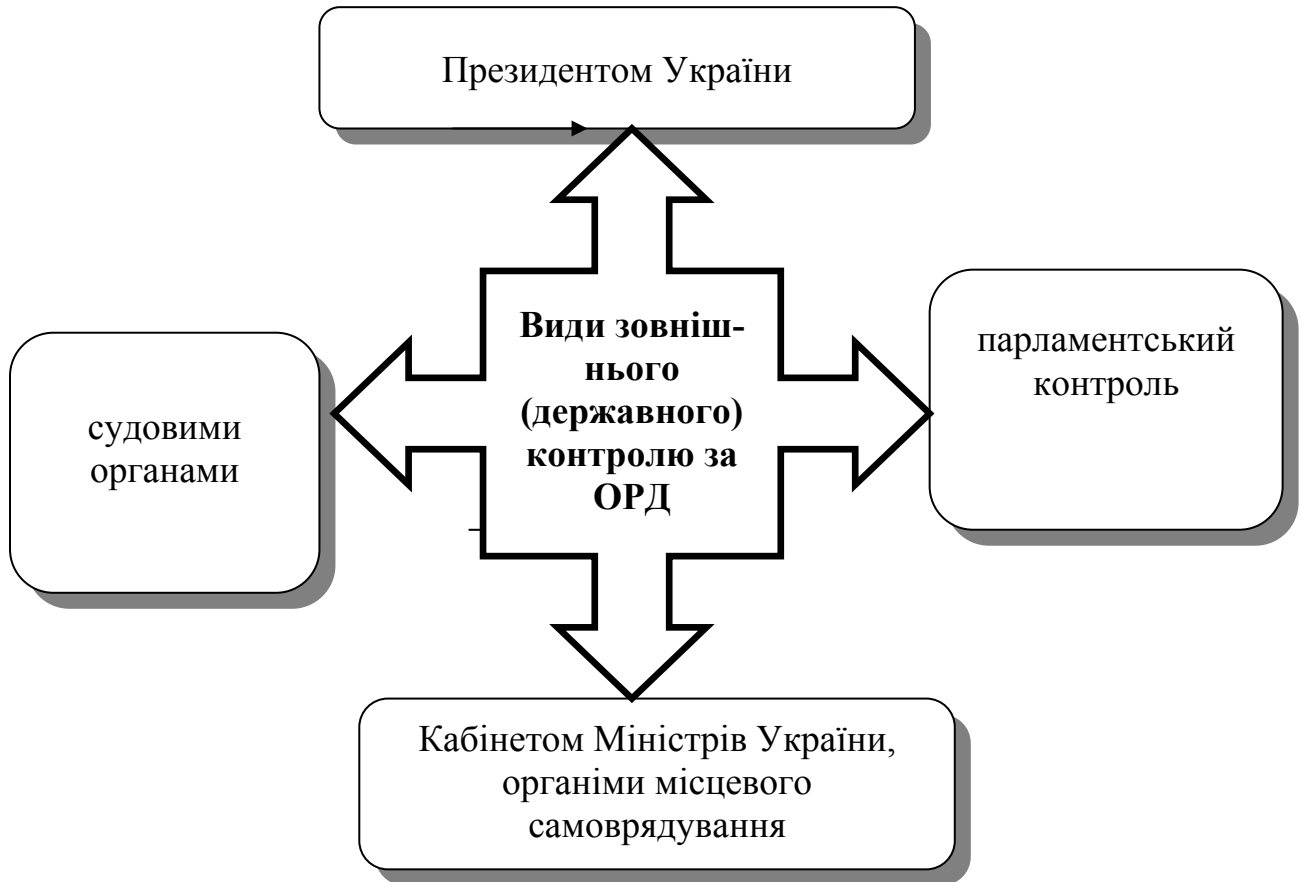 Президентом України
Види зовніш-
нього
(державного)
контролю за
ОРД
парламентський
контроль
судовими
органами
Кабінетом Міністрів України,
органіми місцевого
самоврядування